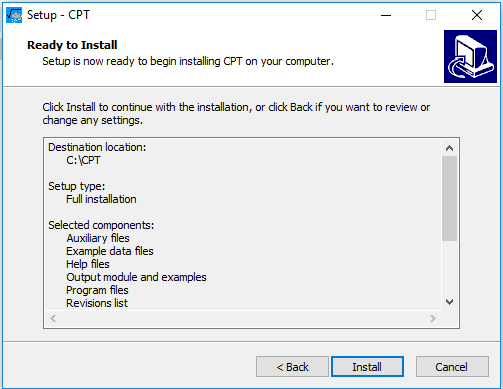 Setup - CPT
Ready to Install
Setup is now ready to begin installing CPT on your computer.
Click Install to continue with the installation, or click Back if you want to review or
change any settings.
Destination location:
C:\CPT
Setup type:
Full installation
Selected components:
Auxiliary files
Example data files
Help files
Output module and examples
Program files
Revisions list
< Back
Install
Cancel